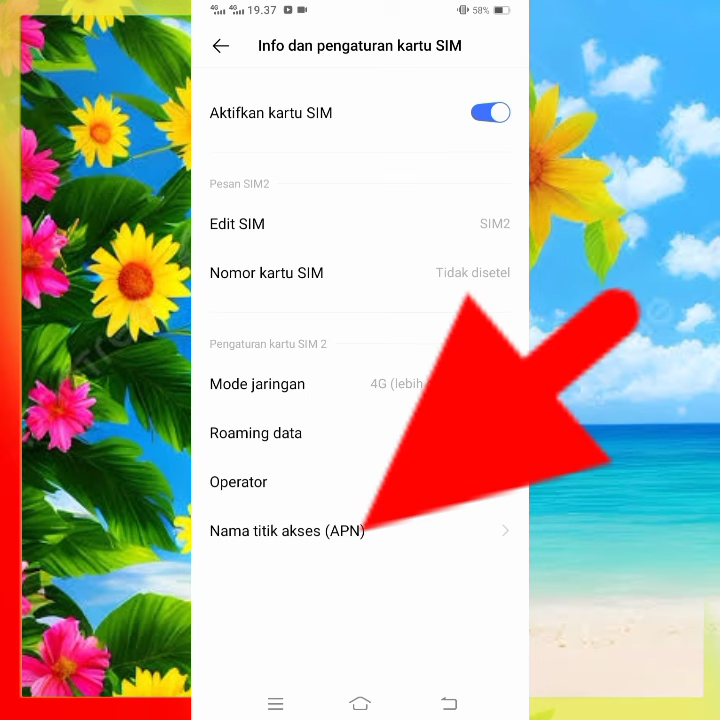 4G 4G 19.37 58%
Info dan pengaturan kartu SIM
Aktifkan kartu SIM
Pesan SIM2
Edit SIM SIM2
Nomor kartu SIM Tidak disetel
Pengaturan kartu SIM 2
Mode jaringan 4G (lebih
Roaming data
Operator
Nama titik akses (APN)